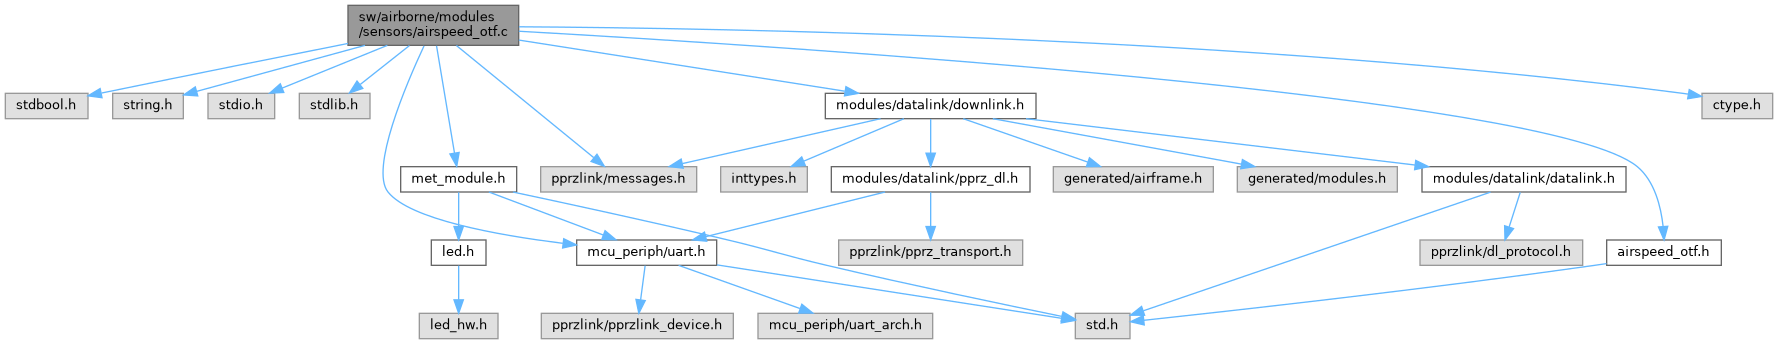 sw/airborne/modules
/sensors/airspeed_otf.c
stdbool.h
string.h
stdio.h
stdlib.h
modules/datalink/downlink.h
ctype.h
met_module.h
pprzlink/messages.h
inttypes.h
modules/datalink/pprz_dl.h
generated/airframe.h
generated/modules.h
modules/datalink/datalink.h
led.h
mcu_periph/uart.h
pprzlink/pprz_transport.h
pprzlink/dl_protocol.h
airspeed_otf.h
led_hw.h
pprzlink/pprzlink_device.h
mcu_periph/uart_arch.h
std.h